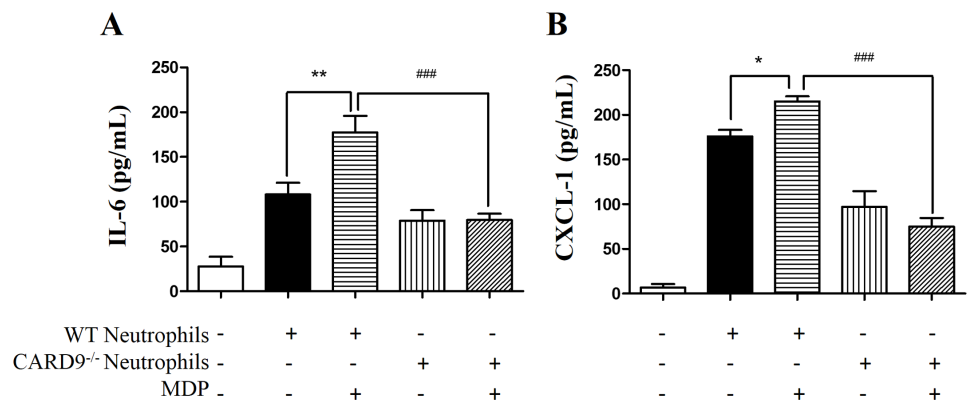 A
B
250
200
150
100
50
0
IL-6 (pg/mL)
**
###
250
200
150
100
50
0
CXCL-1 (pg/mL)
*
###
WT Neutrophils - + + - - - + + - -
CARD9-/- Neutrophils - - - + + - - - + +
MDP - - + - + - - + - +